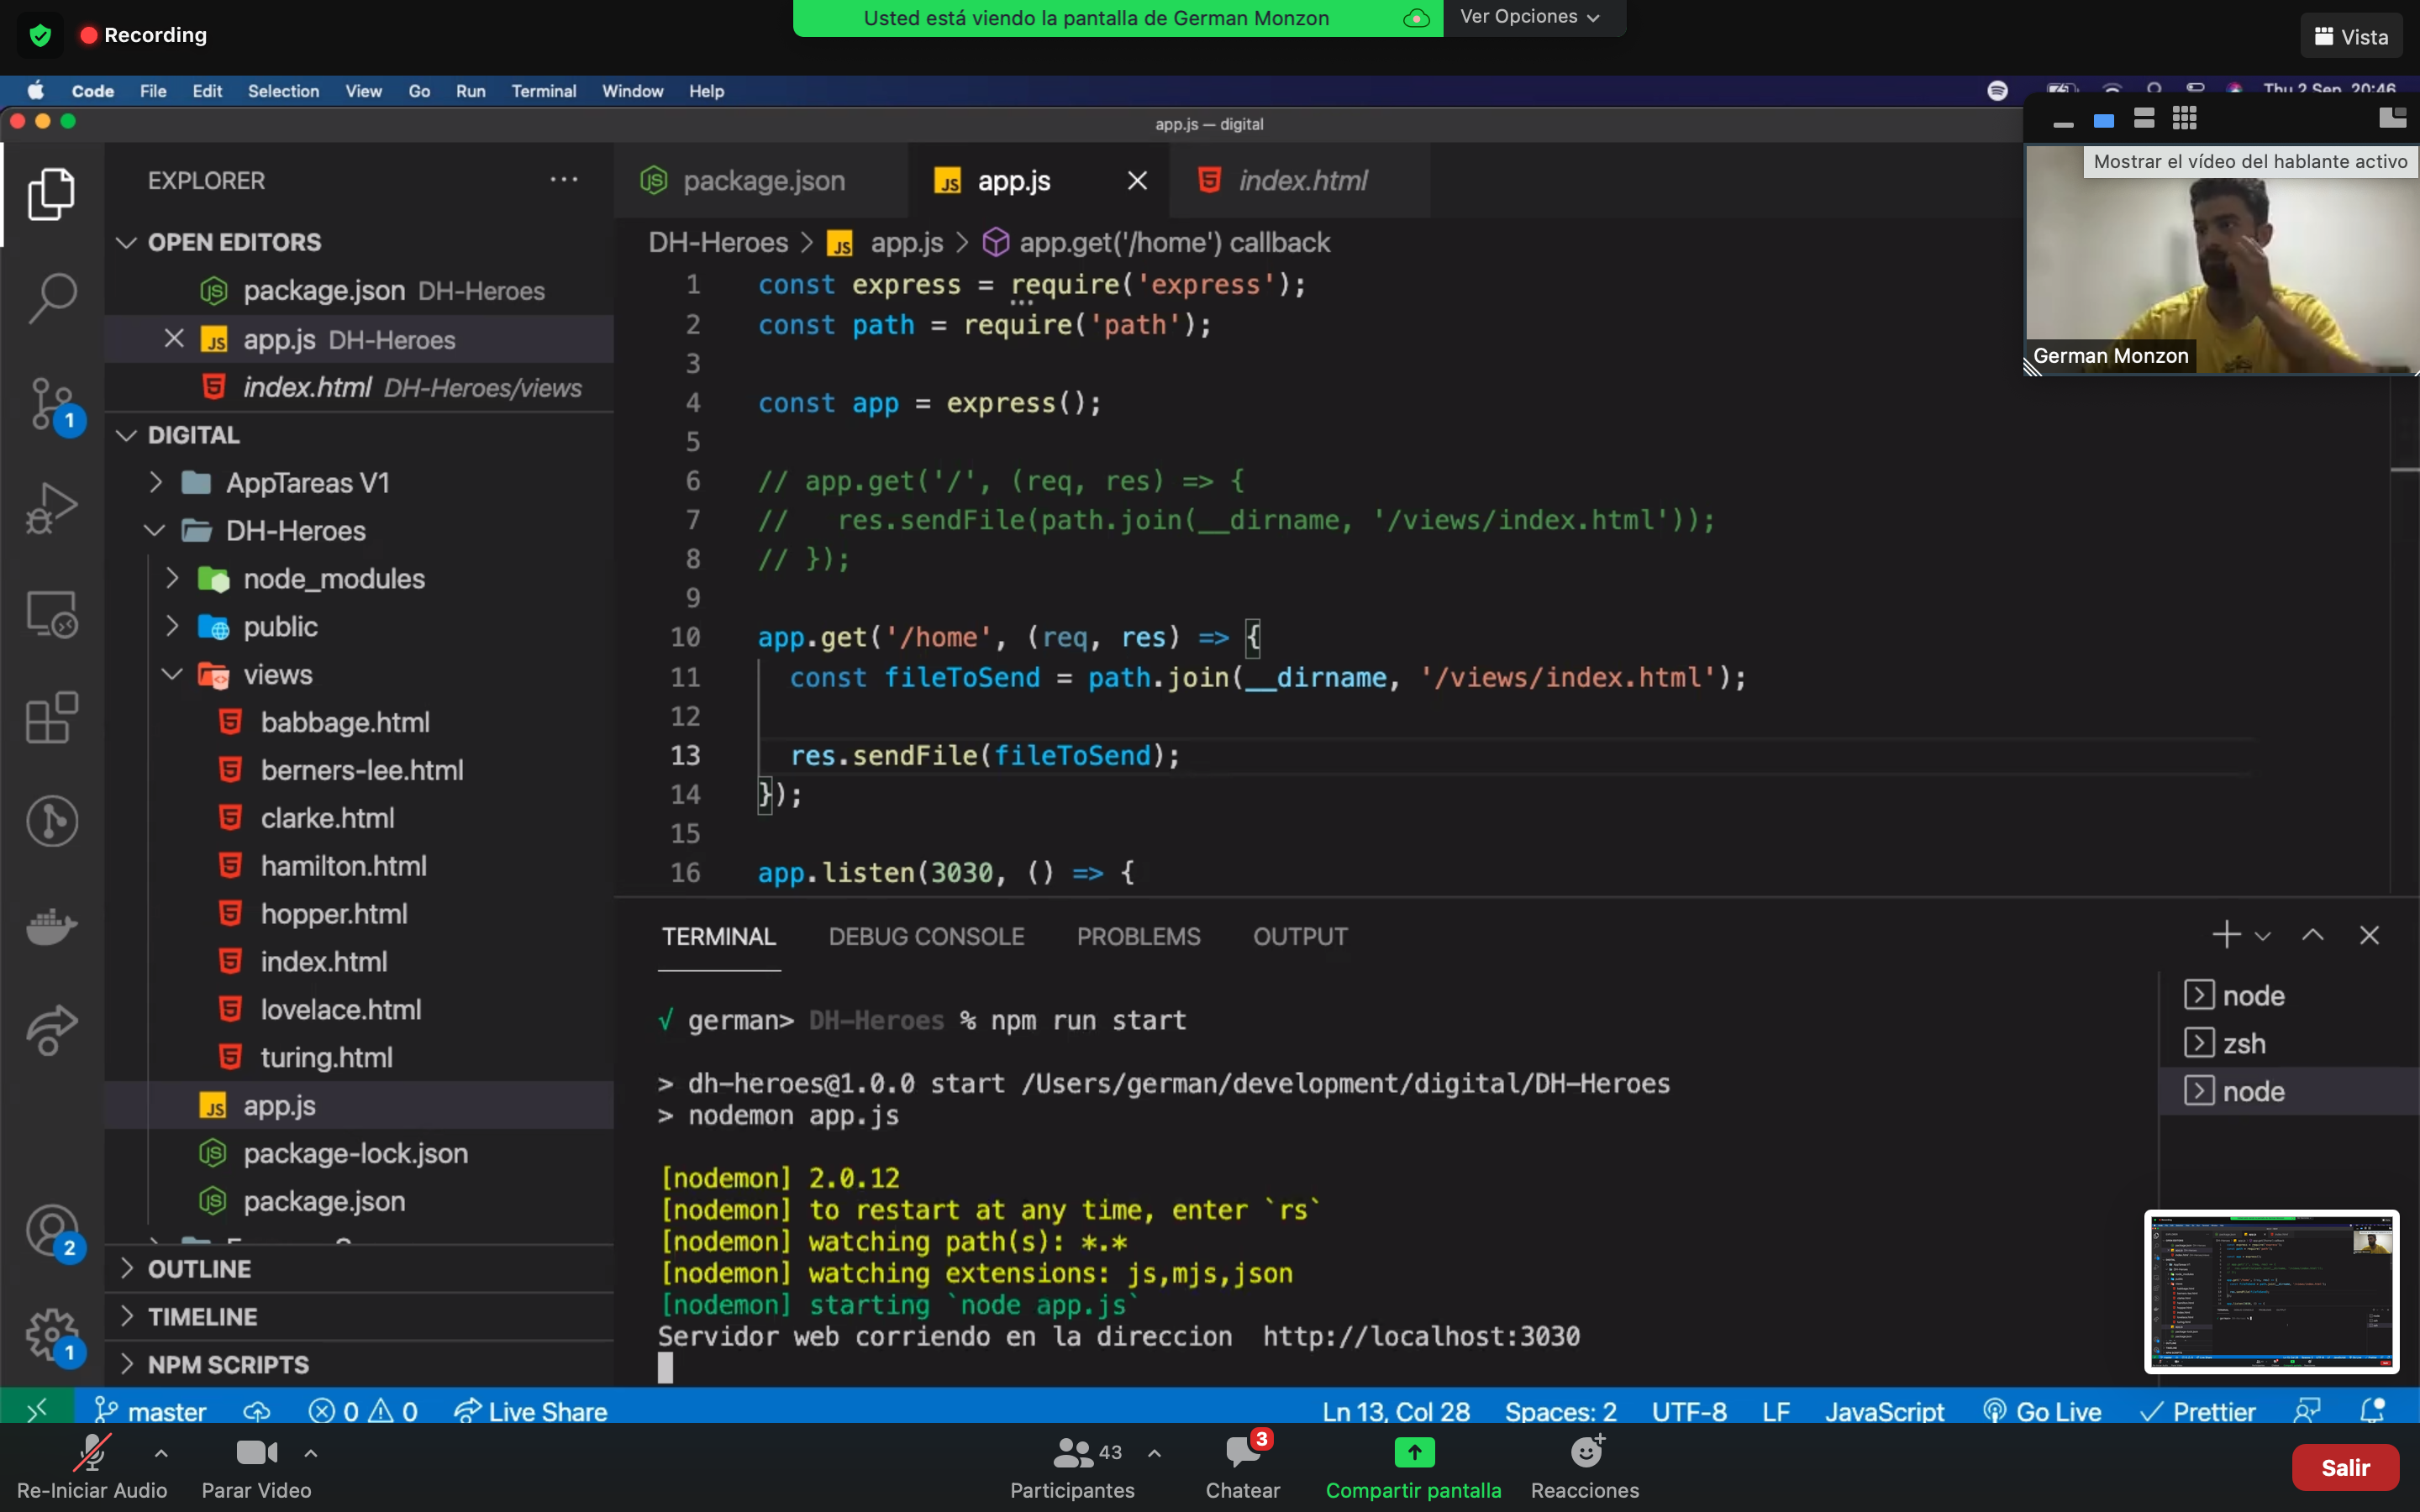 Recording
Usted está viendo la pantalla de German Monzon
Ver Opciones
Vista
Code File Edit Selection View Go Run Terminal Window Help
Thu 2 Sep 20:46
app.js — digital
Mostrar el vídeo del hablante activo
German Monzon
EXPLORER
OPEN EDITORS
package.json DH-Heroes
app.js DH-Heroes
index.html DH-Heroes/views
DIGITAL
AppTareas V1
DH-Heroes
node_modules
public
views
babbage.html
berners-lee.html
clarke.html
hamilton.html
hopper.html
index.html
lovelace.html
turing.html
app.js
package-lock.json
package.json
OUTLINE
TIMELINE
NPM SCRIPTS
1
2
1
package.json
app.js
index.html
DH-Heroes > app.js > app.get('/home') callback
1 const express = require('express');
2 const path = require('path');
3
4 const app = express();
5
6 // app.get('/', (req, res) => {
7 //   res.sendFile(path.join(__dirname, '/views/index.html'));
8 // });
9
10 app.get('/home', (req, res) => {
11   const fileToSend = path.join(__dirname, '/views/index.html');
12
13   res.sendFile(fileToSend);
14 });
15
16 app.listen(3030, () => {
TERMINAL DEBUG CONSOLE PROBLEMS OUTPUT
√ german> DH-Heroes % npm run start
> dh-heroes@1.0.0 start /Users/german/development/digital/DH-Heroes
> nodemon app.js
[nodemon] 2.0.12
[nodemon] to restart at any time, enter `rs`
[nodemon] watching path(s): *.*
[nodemon] watching extensions: js,mjs,json
[nodemon] starting `node app.js`
Servidor web corriendo en la direccion  http://localhost:3030
node
zsh
node
master 0 0 Live Share
Ln 13, Col 28 Spaces: 2 UTF-8 LF JavaScript Go Live Prettier
Re-Iniciar Audio
Parar Video
43
Participantes
3
Chatear
Compartir pantalla
Reacciones
Salir